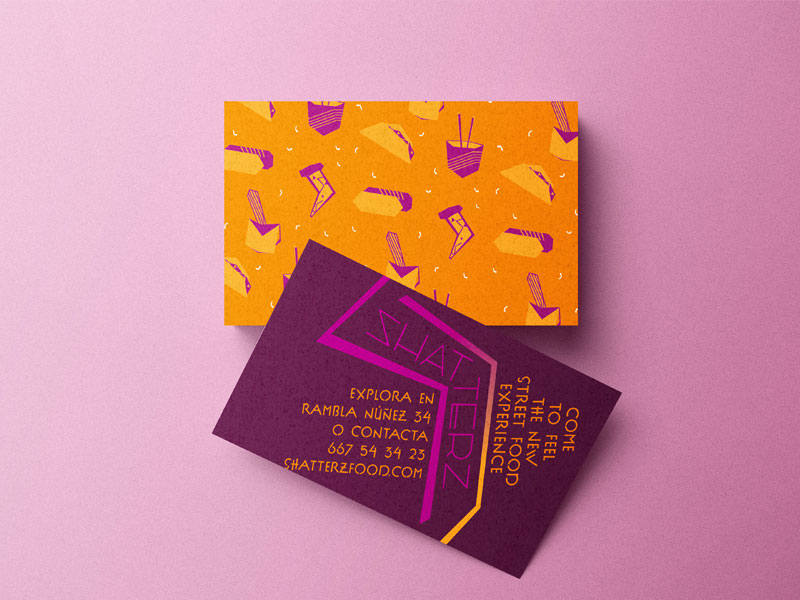 SHATTERZ
EXPLORA EN
RAMBLA NÚÑEZ 34
O CONTACTA
667 54 34 23
SHATTERZFOOD.COM
COME
TO FEEL
THE NEW
STREET FOOD
EXPERIENCE